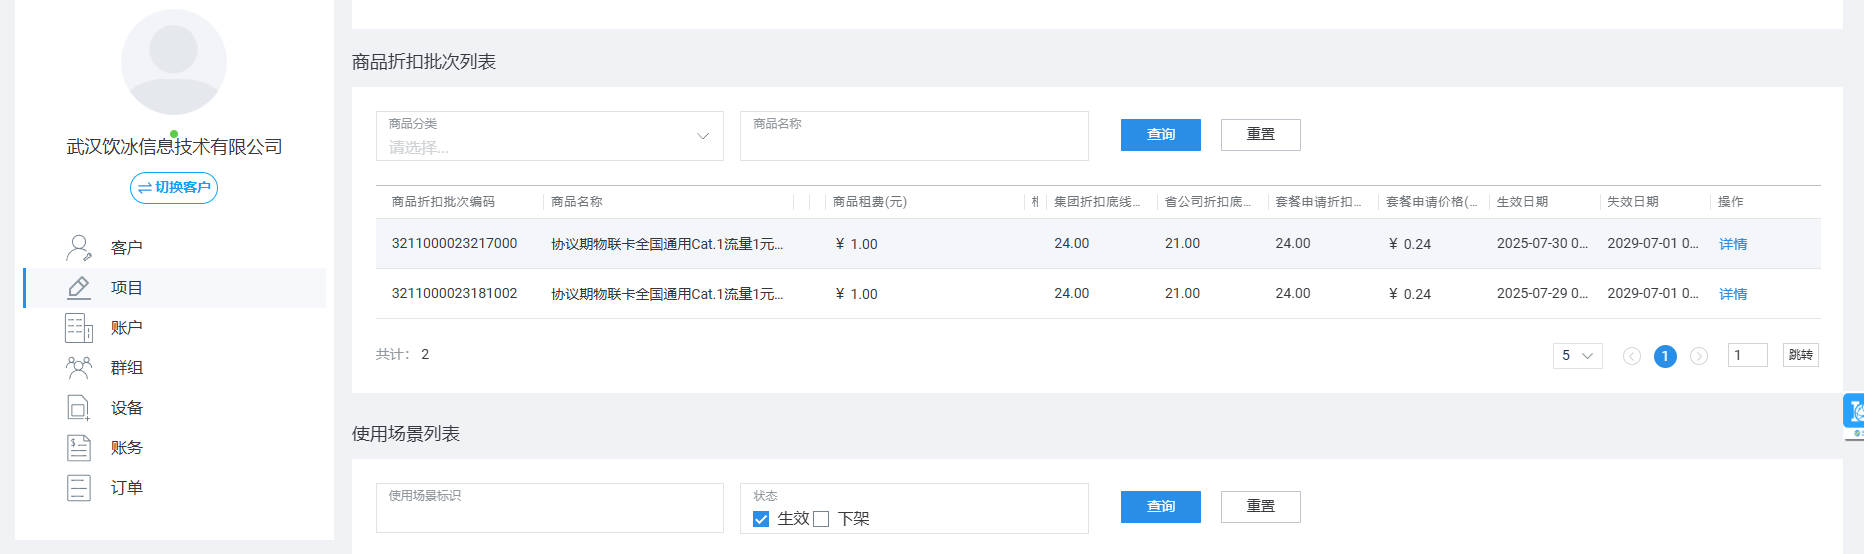 武汉饮冰信息技术有限公司
切换客户
客户
项目
账户
群组
设备
账务
订单
商品折扣批次列表
商品分类
请选择...
商品名称
查询 重置
商品折扣批次编码 商品名称 商品租费(元) 集团折扣底线... 省公司折扣底... 套餐申请折扣... 套餐申请价格(... 生效日期 失效日期 操作
3211000023217000 协议期物联卡全国通用Cat.1流量1元... ¥ 1.00 24.00 21.00 24.00 ¥ 0.24 2025-07-30 0... 2029-07-01 0... 详情
3211000023181002 协议期物联卡全国通用Cat.1流量1元... ¥ 1.00 24.00 21.00 24.00 ¥ 0.24 2025-07-29 0... 2029-07-01 0... 详情
共计： 2
5 1 1 跳转
使用场景列表
使用场景标识
状态
生效 下架
查询 重置